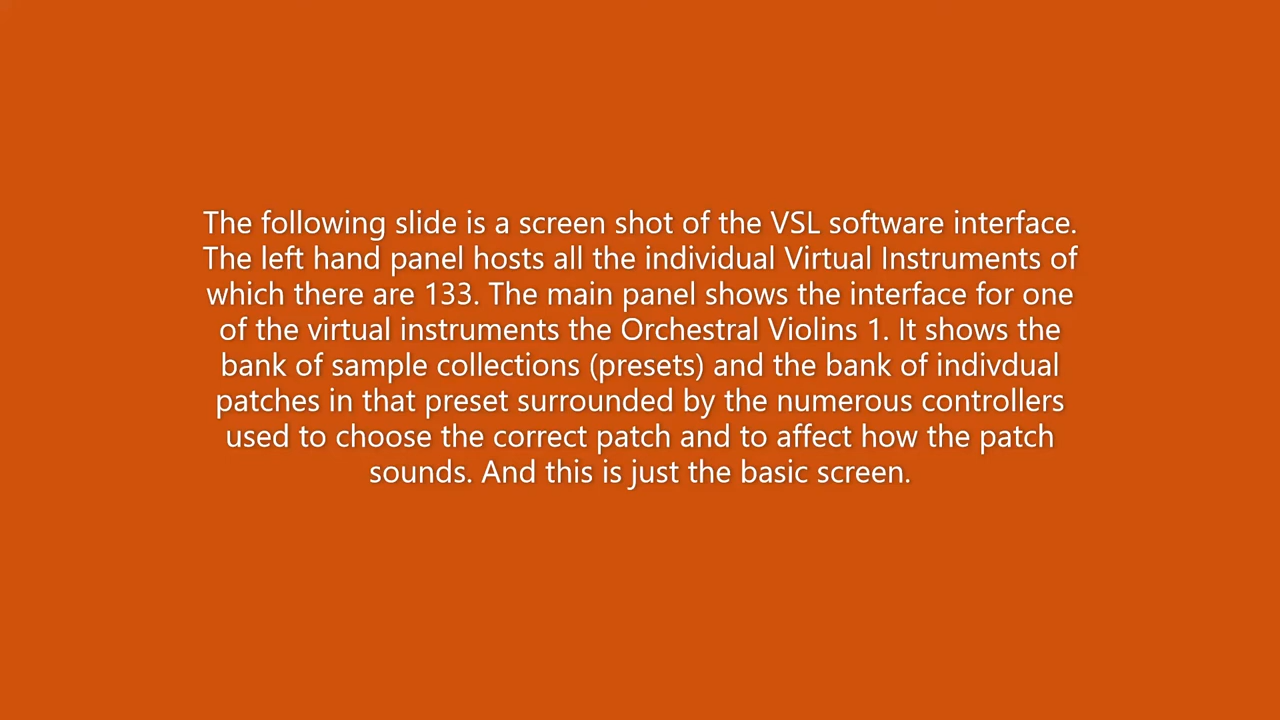 The following slide is a screen shot of the VSL software interface.
The left hand panel hosts all the individual Virtual Instruments of
which there are 133. The main panel shows the interface for one
of the virtual instruments the Orchestral Violins 1. It shows the
bank of sample collections (presets) and the bank of indivdual
patches in that preset surrounded by the numerous controllers
used to choose the correct patch and to affect how the patch
sounds. And this is just the basic screen.